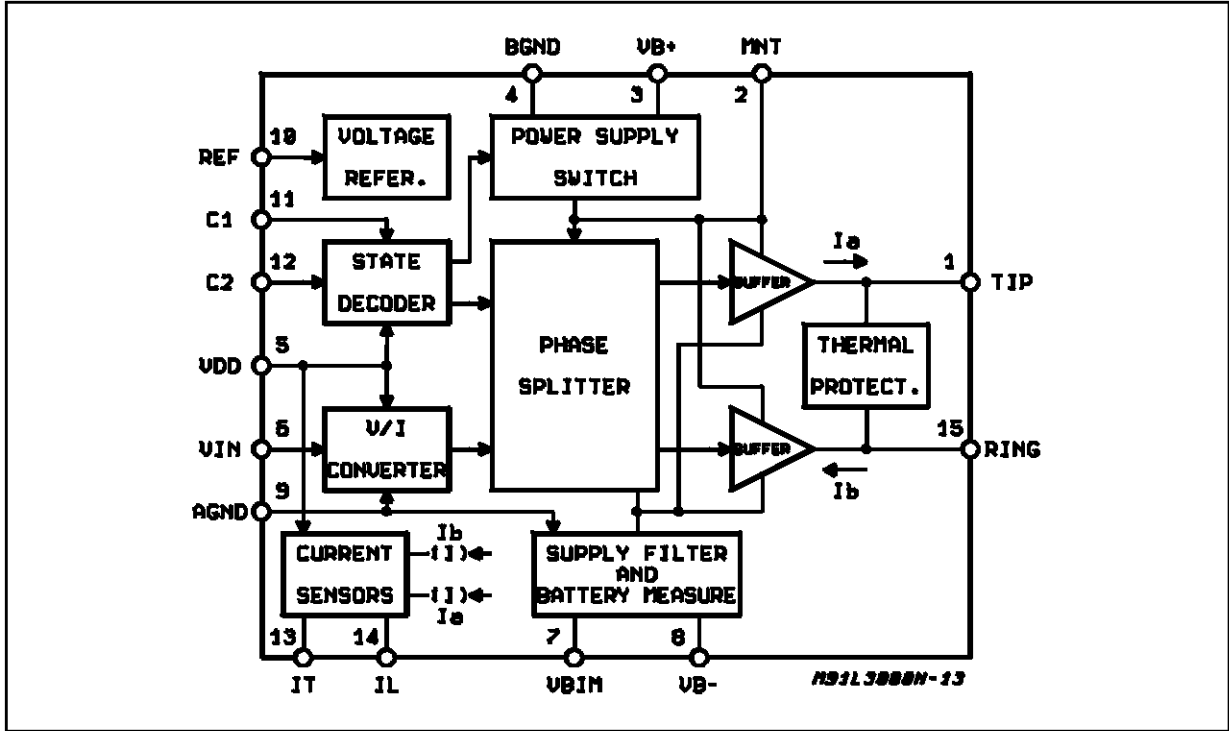 BGND VB+ MNT
4 3 2
10
REF
VOLTAGE
REFER.
POWER SUPPLY
SWITCH
11
C1
12
C2
STATE
DECODER
Ia
BUFFER
1
TIP
5
VDD
PHASE
SPLITTER
THERMAL
PROTECT.
6
VIN
V/I
CONVERTER
BUFFER
15
RING
Ib
9
AGND
CURRENT
SENSORS
Ib
Ia
SUPPLY FILTER
AND
BATTERY MEASURE
13 14 7 8
IT IL VBIM VB-
M91L3000N-13